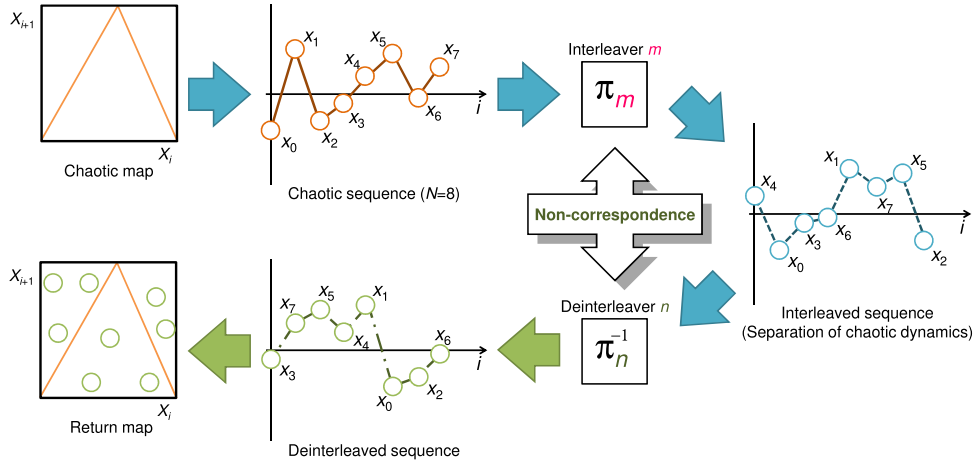 X_{i+1}
X_i
Chaotic map
x_0
x_1
x_2
x_3
x_4
x_5
x_6
x_7
i
Chaotic sequence (N=8)
Interleaver m
π_m
Non-correspondence
x_4
x_0
x_3
x_6
x_1
x_7
x_5
x_2
i
Interleaved sequence
(Separation of chaotic dynamics)
Deinterleaver n
π_n^{-1}
x_3
x_7
x_5
x_4
x_1
x_0
x_2
x_6
i
Deinterleaved sequence
X_{i+1}
X_i
Return map